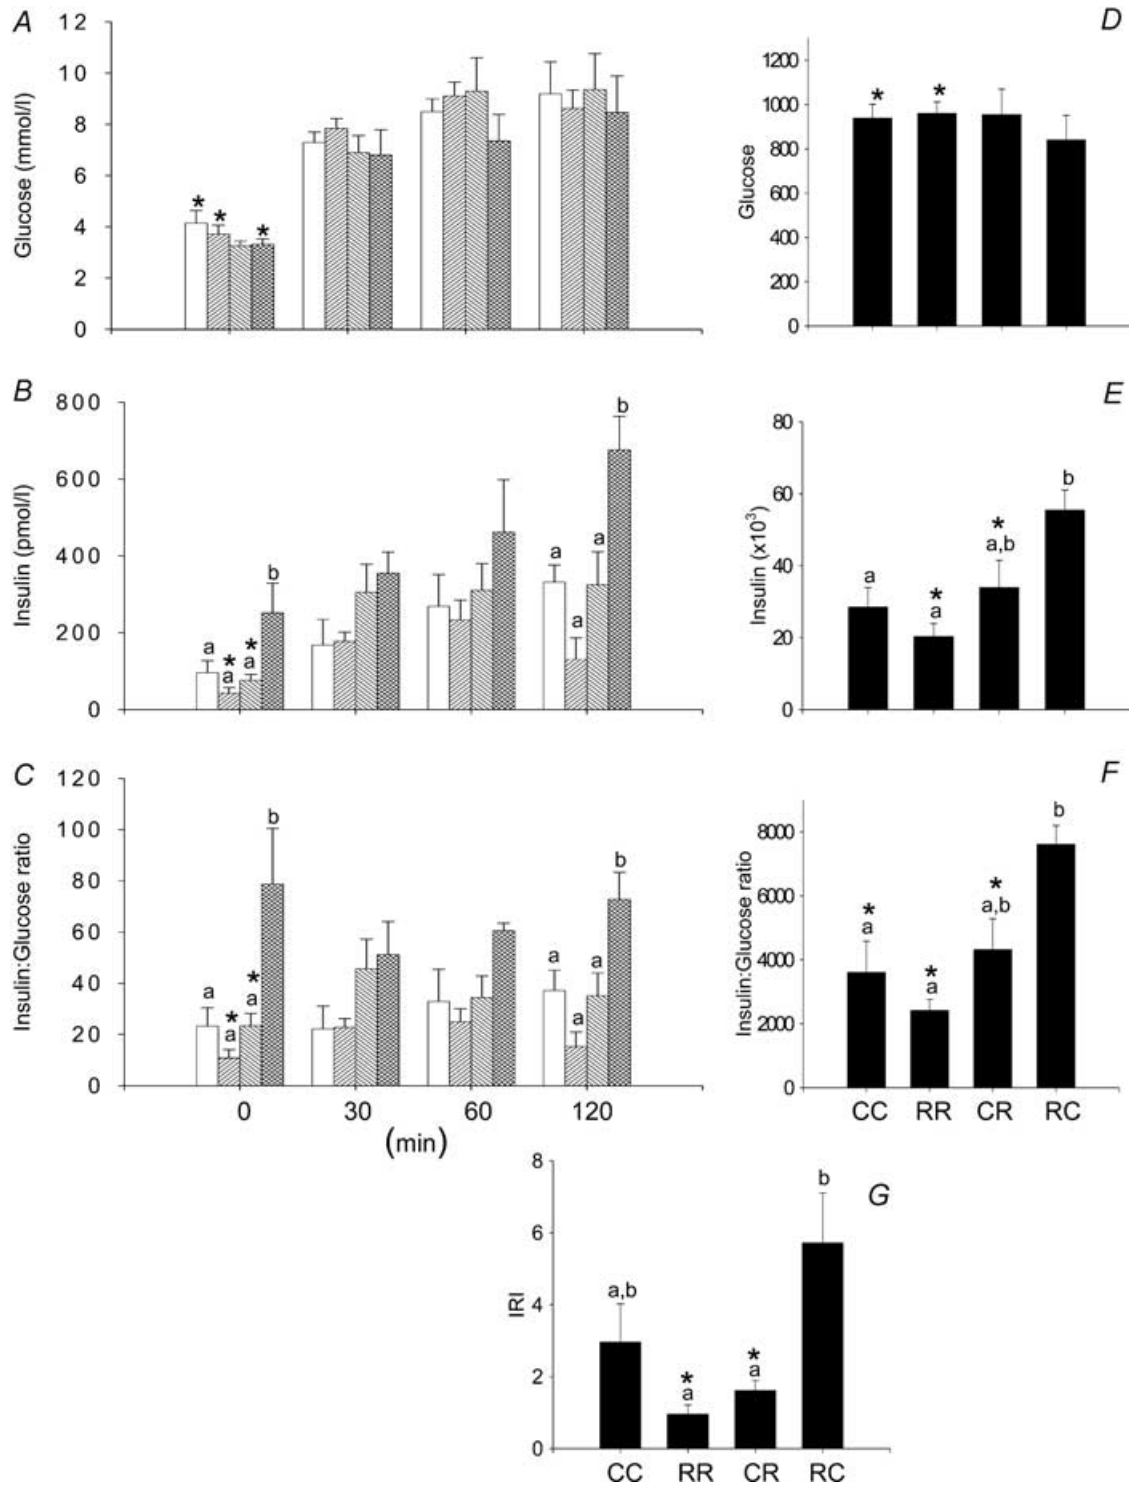 A
Glucose (mmol/l)
12
10
8
6
4
2
0
* * *
D
Glucose
1200
1000
800
600
400
200
0
* *
B
Insulin (pmol/l)
800
600
400
200
0
a * a * a b
a a a b
E
Insulin (x10³)
80
60
40
20
0
a * a * a,b b
C
Insulin:Glucose ratio
120
100
80
60
40
20
0
a * a * a b
a a a b
0 30 60 120
(min)
F
Insulin:Glucose ratio
8000
6000
4000
2000
0
* a * a * a,b b
CC RR CR RC
G
IRI
8
6
4
2
0
a,b * a * a b
CC RR CR RC